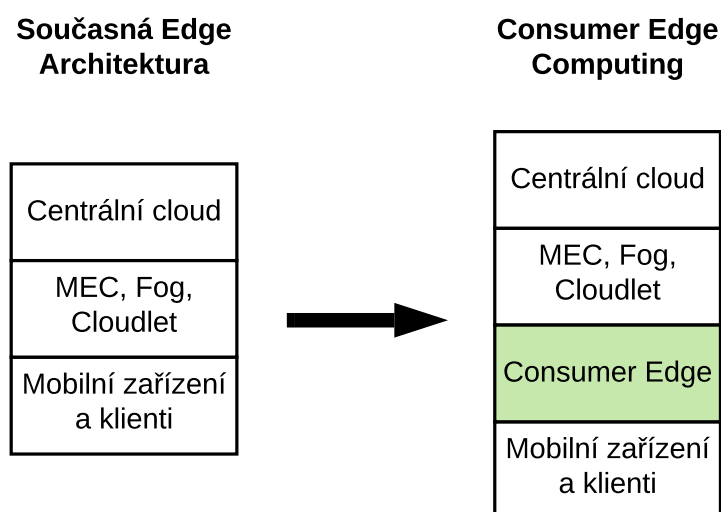 Současná Edge
Architektura
Centrální cloud
MEC, Fog,
Cloudlet
Mobilní zařízení
a klienti
Consumer Edge
Computing
Centrální cloud
MEC, Fog,
Cloudlet
Consumer Edge
Mobilní zařízení
a klienti